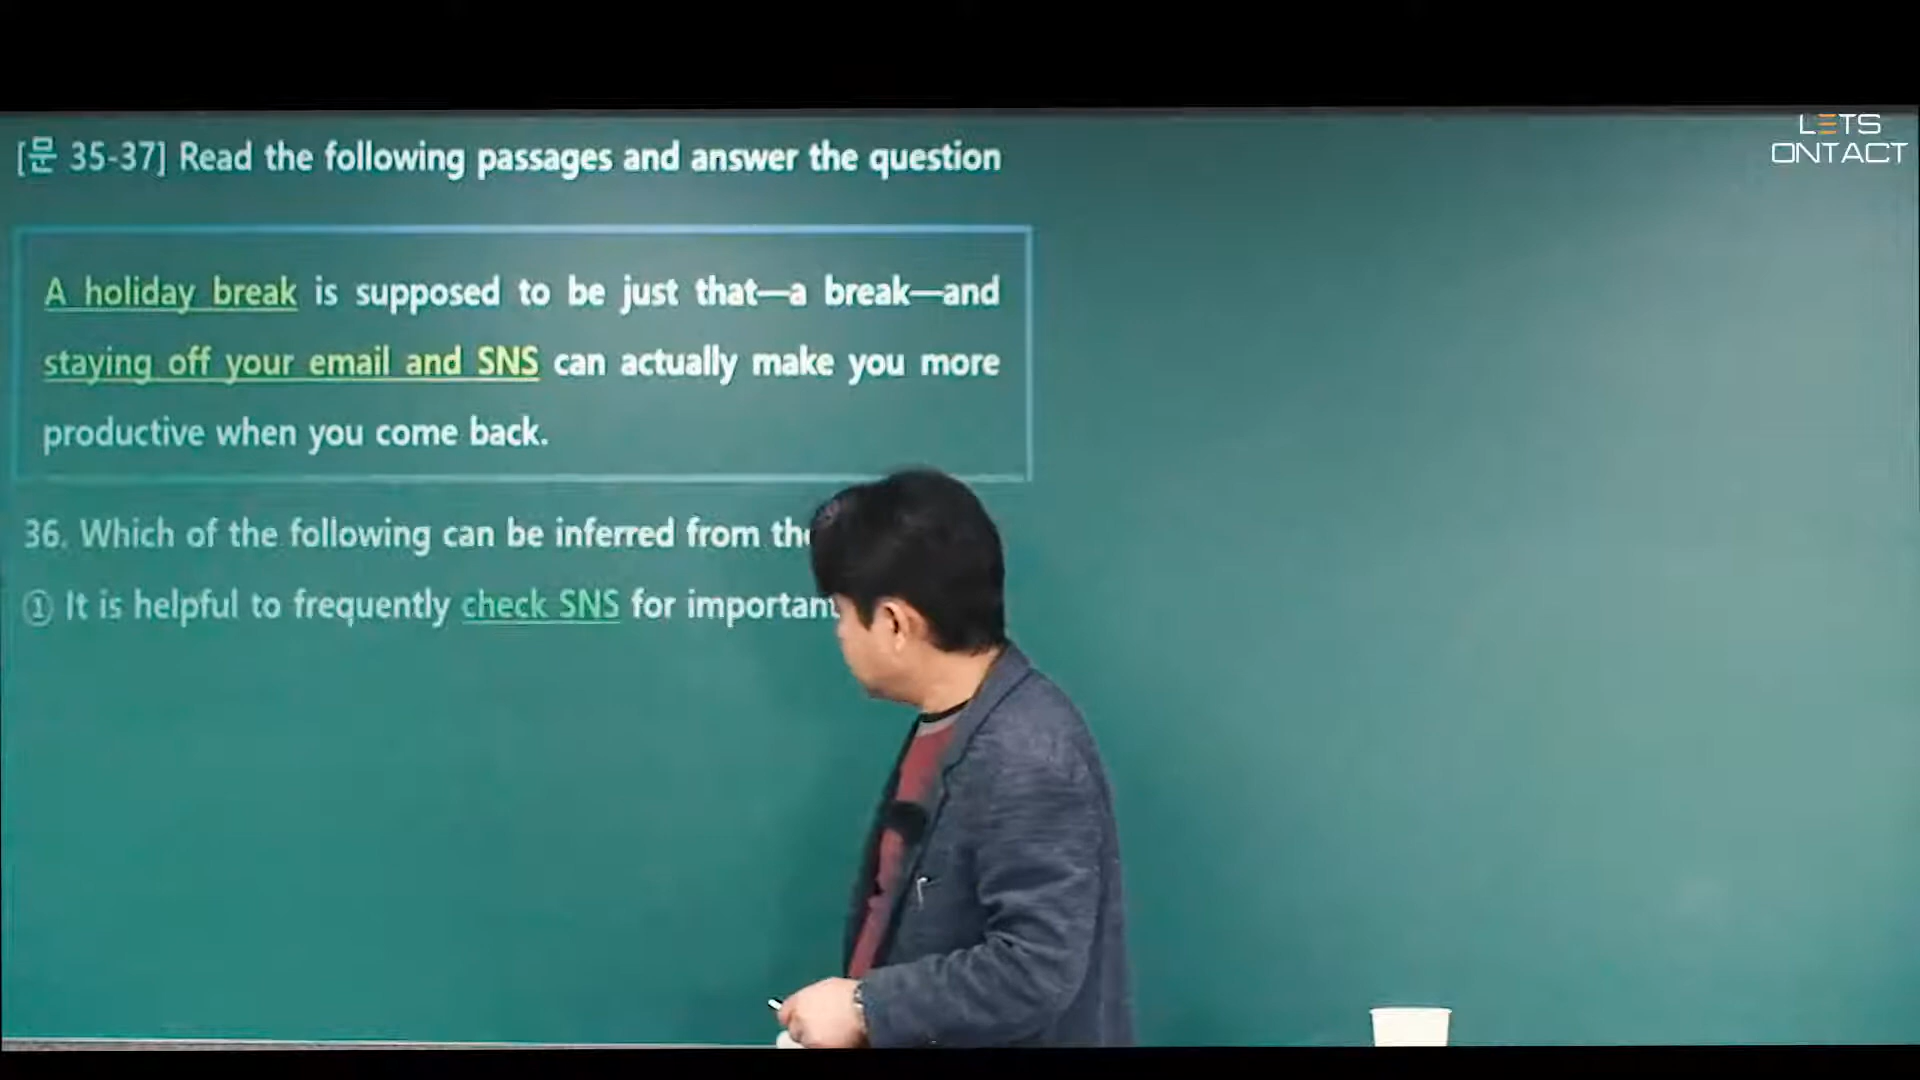 [문 35-37] Read the following passages and answer the question
LETS
ONTACT
A holiday break is supposed to be just that—a break—and
staying off your email and SNS can actually make you more
productive when you come back.
36. Which of the following can be inferred from the
① It is helpful to frequently check SNS for important